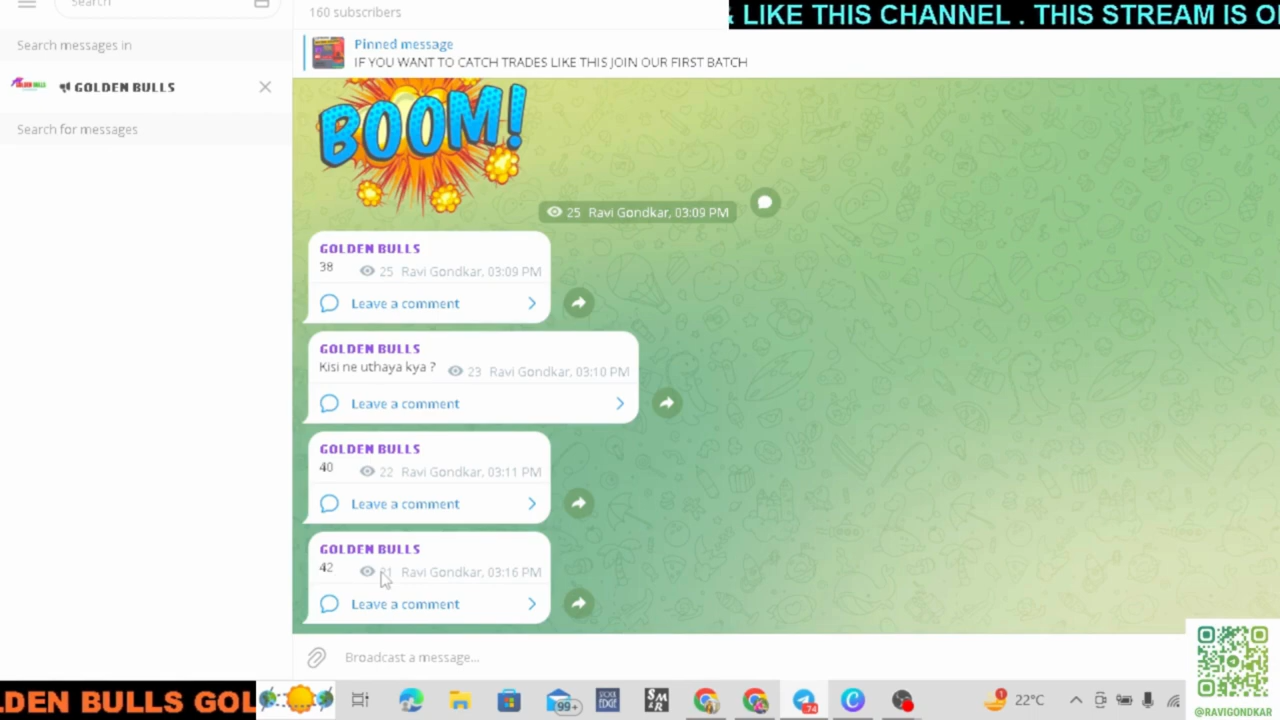 Search
160 subscribers
LIKE THIS CHANNEL . THIS STREAM IS
Search messages in
Pinned message
IF YOU WANT TO CATCH TRADES LIKE THIS JOIN OUR FIRST BATCH
GOLDEN BULLS
Search for messages
BOOM!
25 Ravi Gondkar, 03:09 PM
GOLDEN BULLS
38 25 Ravi Gondkar, 03:09 PM
Leave a comment
GOLDEN BULLS
Kisi ne uthaya kya ? 23 Ravi Gondkar, 03:10 PM
Leave a comment
GOLDEN BULLS
40 22 Ravi Gondkar, 03:11 PM
Leave a comment
GOLDEN BULLS
42 Ravi Gondkar, 03:16 PM
Leave a comment
Broadcast a message...
DEN BULLS GOL
99+
74
1
22°C
@RAVIGONDKAR